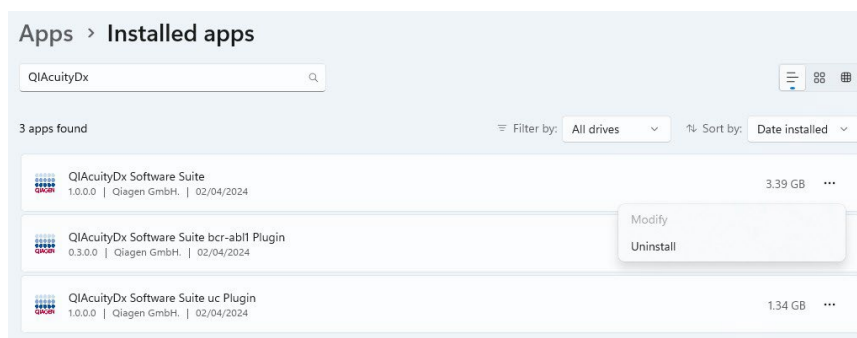 Apps > Installed apps
QIAcuityDx
3 apps found
Filter by: All drives
Sort by: Date installed
QIAcuityDx Software Suite
1.0.0.0 | Qiagen GmbH. | 02/04/2024
3.39 GB
Modify
Uninstall
QIAcuityDx Software Suite bcr-abl1 Plugin
0.3.0.0 | Qiagen GmbH. | 02/04/2024
QIAcuityDx Software Suite uc Plugin
1.0.0.0 | Qiagen GmbH. | 02/04/2024
1.34 GB
QIAGEN
QIAGEN
QIAGEN